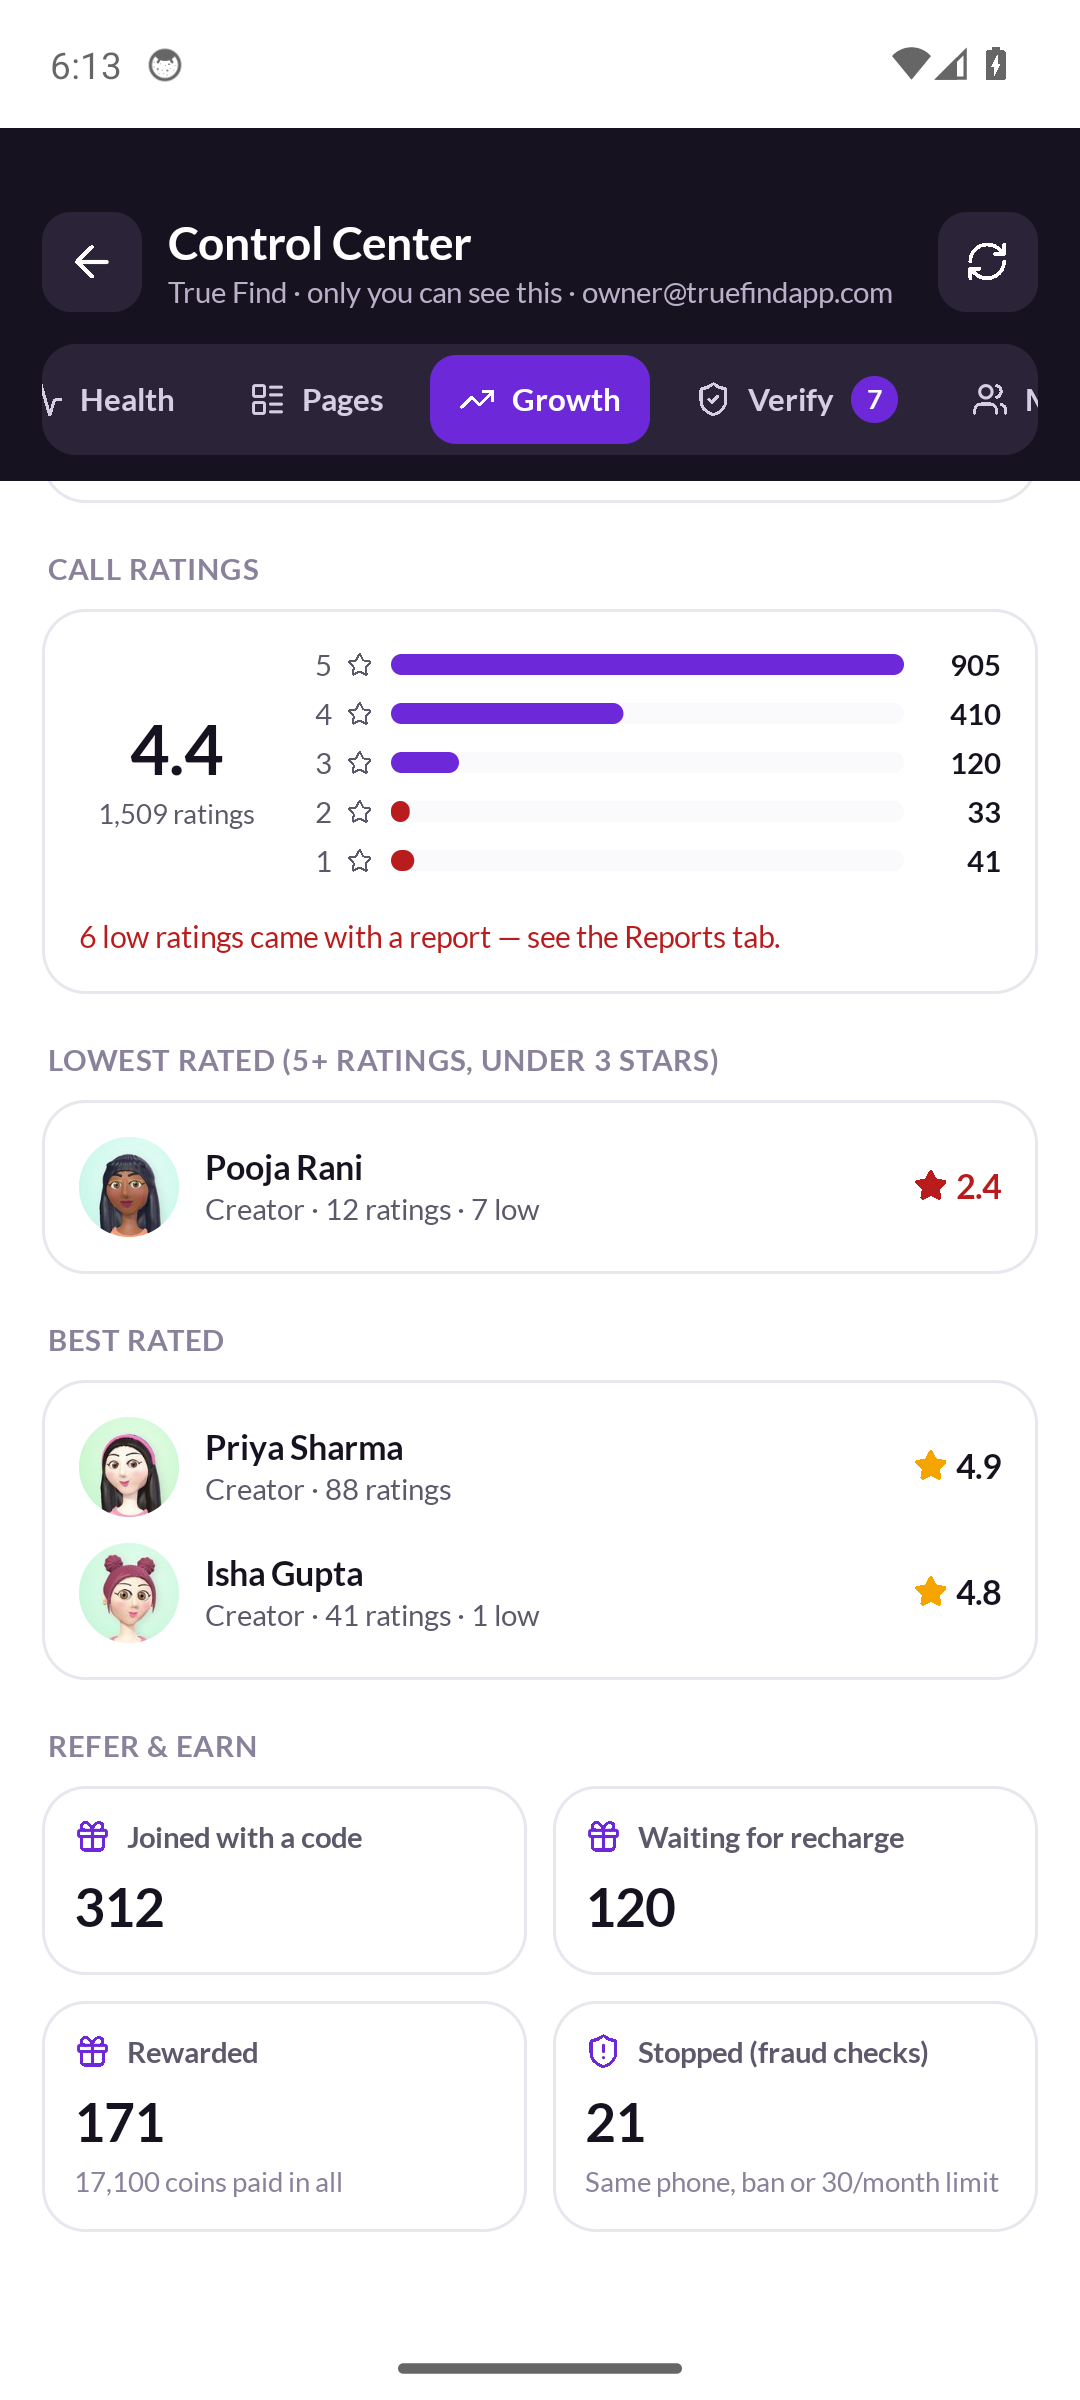 6:13
Control Center
True Find · only you can see this · owner@truefindapp.com
Health
Pages
Growth
Verify 7
CALL RATINGS
5 905
4 410
4.4
3 120
1,509 ratings
2 33
1 41
6 low ratings came with a report — see the Reports tab.
LOWEST RATED (5+ RATINGS, UNDER 3 STARS)
Pooja Rani
Creator · 12 ratings · 7 low
2.4
BEST RATED
Priya Sharma
Creator · 88 ratings
4.9
Isha Gupta
Creator · 41 ratings · 1 low
4.8
REFER & EARN
Joined with a code
312
Waiting for recharge
120
Rewarded
171
17,100 coins paid in all
Stopped (fraud checks)
21
Same phone, ban or 30/month limit